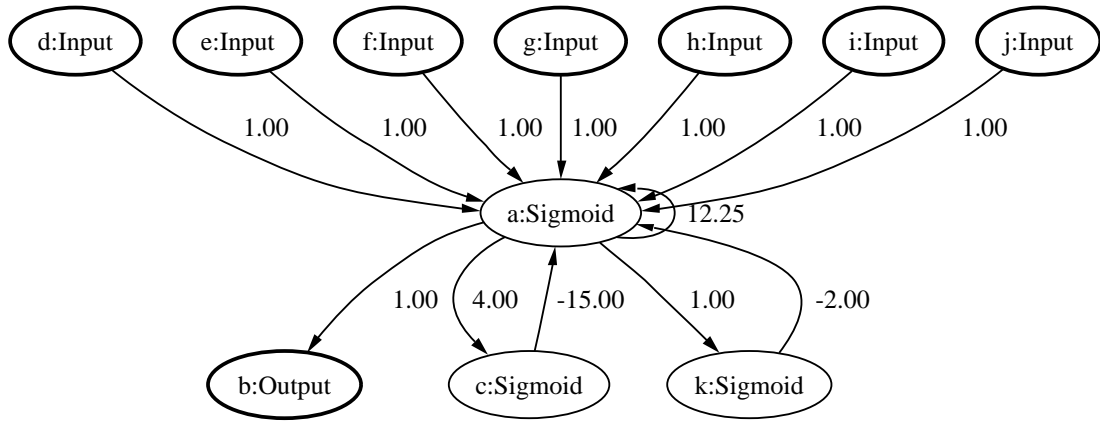 d:Input e:Input f:Input g:Input h:Input i:Input j:Input
1.00 1.00 1.00 1.00 1.00 1.00 1.00
a:Sigmoid 12.25
1.00 4.00 -15.00 1.00 -2.00
b:Output c:Sigmoid k:Sigmoid